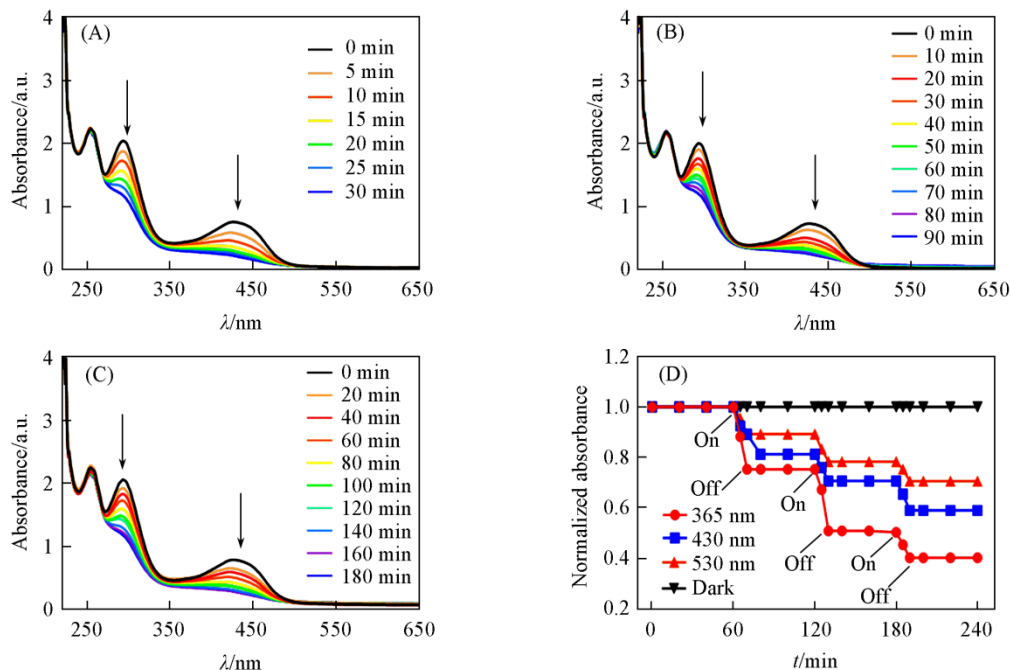 (A)
4
3
2
1
0
Absorbance/a.u.
250 350 450 550 650
λ/nm
0 min
5 min
10 min
15 min
20 min
25 min
30 min
(B)
4
3
2
1
0
Absorbance/a.u.
250 350 450 550 650
λ/nm
0 min
10 min
20 min
30 min
40 min
50 min
60 min
70 min
80 min
90 min
(C)
4
3
2
1
0
Absorbance/a.u.
250 350 450 550 650
λ/nm
0 min
20 min
40 min
60 min
80 min
100 min
120 min
140 min
160 min
180 min
(D)
1.2
1.0
0.8
0.6
0.4
0.2
Normalized absorbance
On
Off
On
Off
On
Off
365 nm
430 nm
530 nm
Dark
0 60 120 180 240
t/min